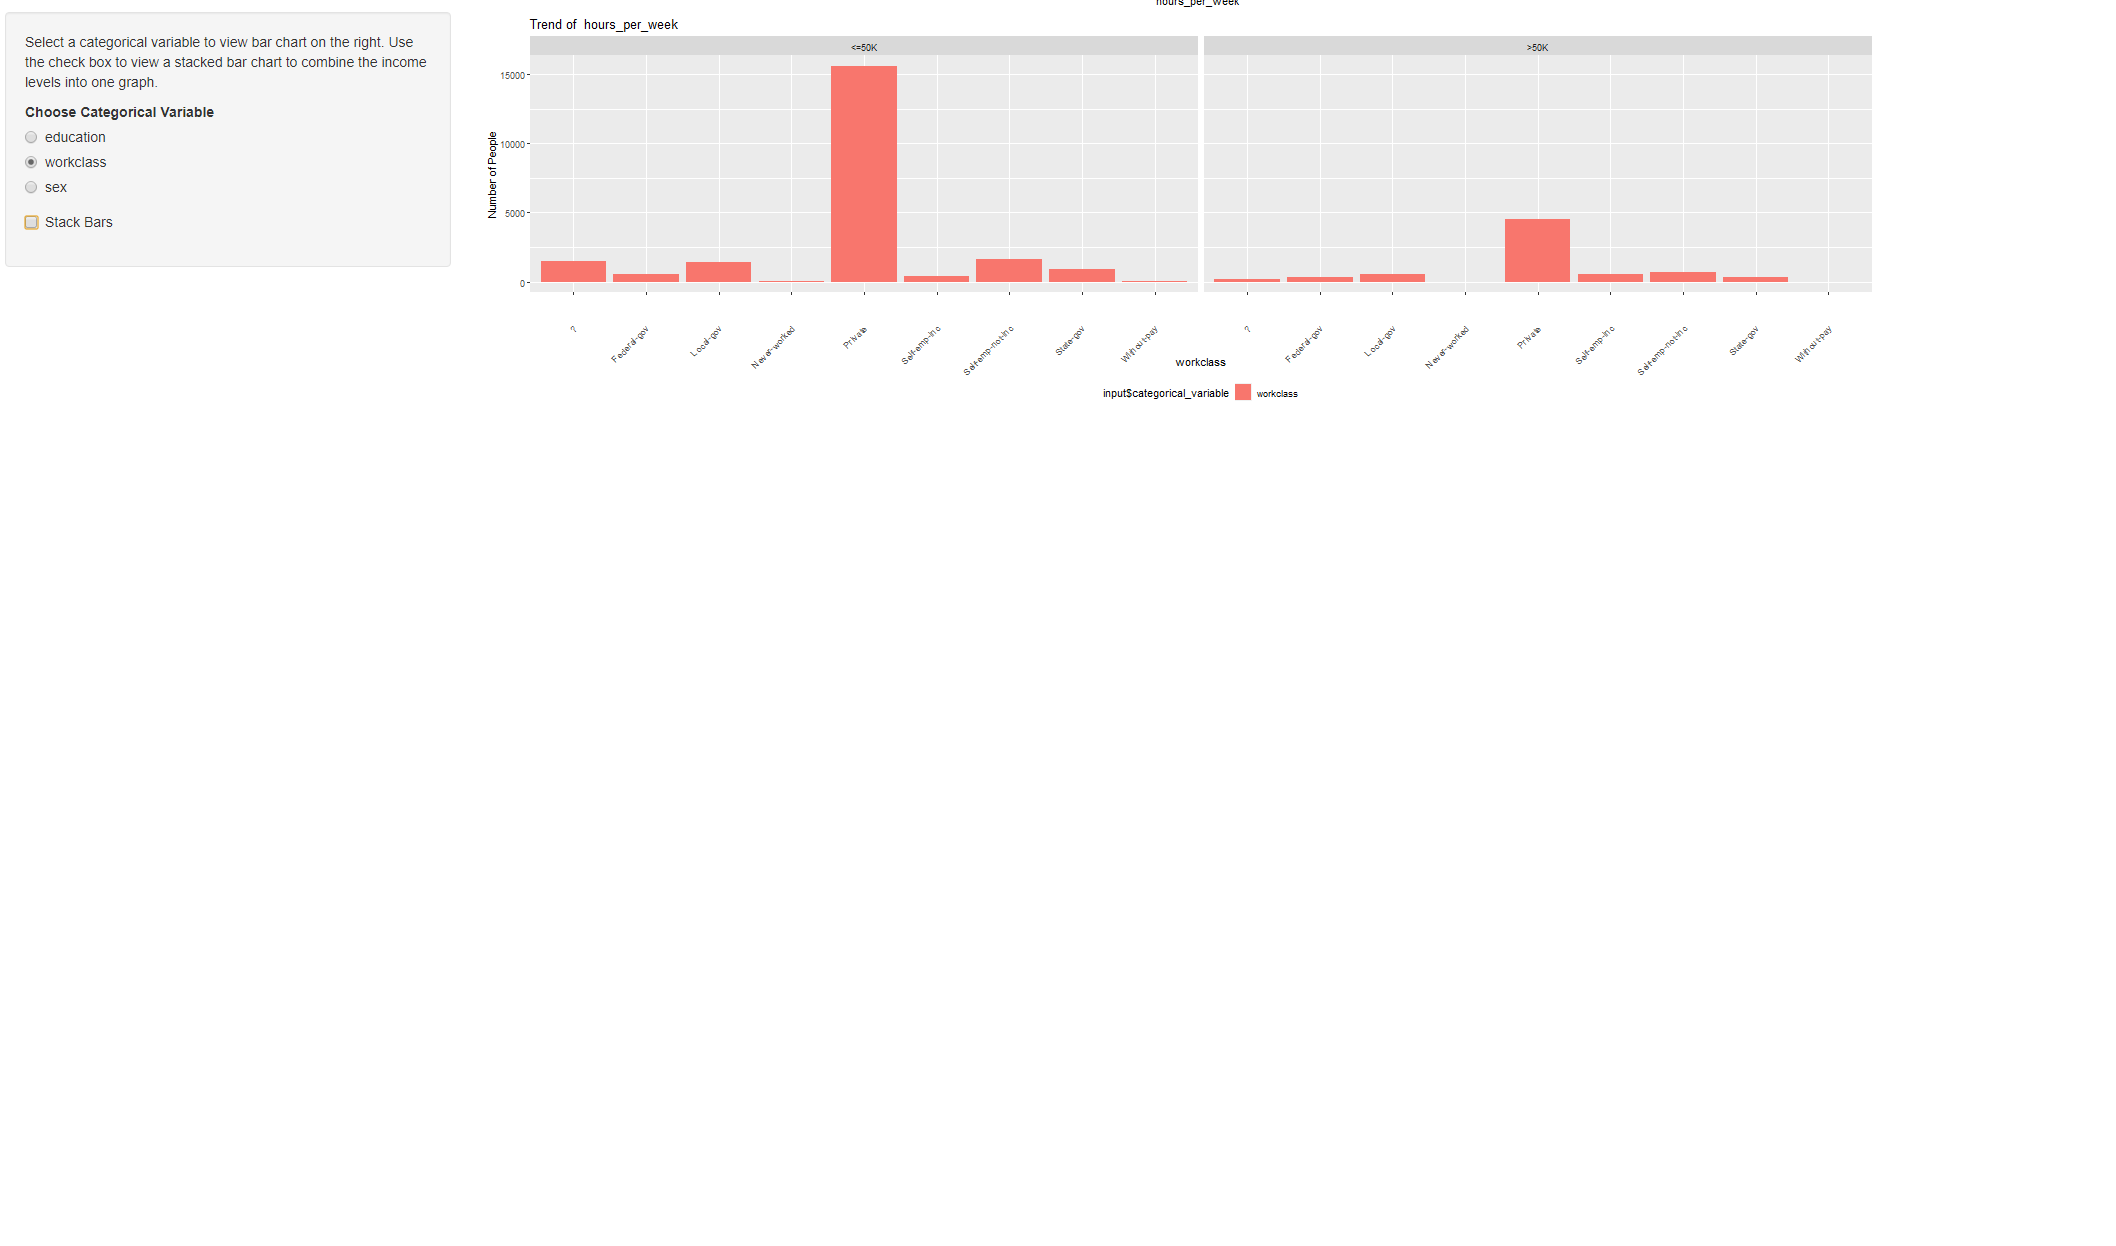 hours_per_week
Select a categorical variable to view bar chart on the right. Use
the check box to view a stacked bar chart to combine the income
levels into one graph.
Choose Categorical Variable
education
workclass
sex
Stack Bars
Trend of  hours_per_week
<=50K
>50K
Number of People
15000
10000
5000
0
?
Federal-gov
Local-gov
Never-worked
Private
Self-emp-inc
Self-emp-not-inc
State-gov
Without-pay
?
Federal-gov
Local-gov
Never-worked
Private
Self-emp-inc
Self-emp-not-inc
State-gov
Without-pay
workclass
input$categorical_variable
workclass